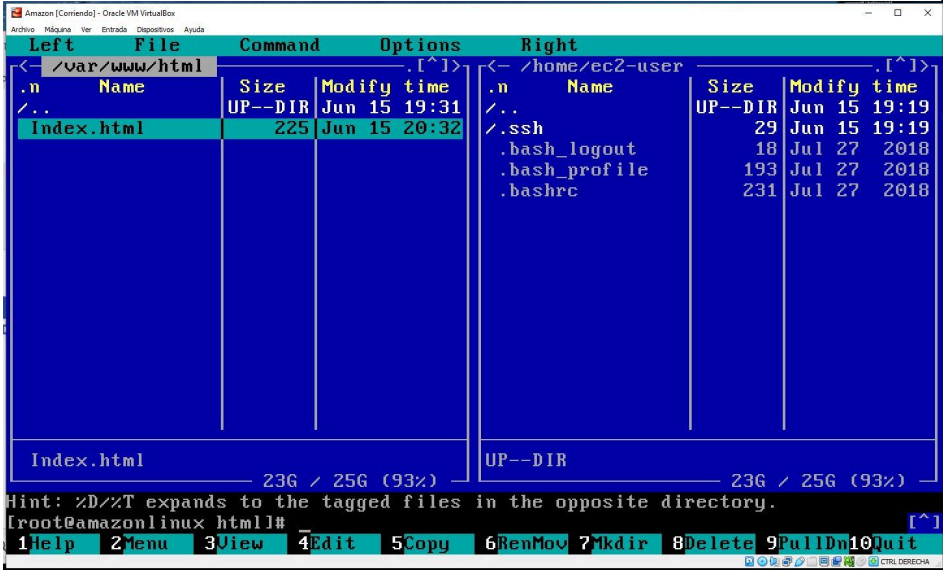 Amazon [Corriendo] - Oracle VM VirtualBox
Archivo Máquina Ver Entrada Dispositivos Ayuda
Left File Command Options Right
<— /var/www/html .[^]> <— /home/ec2-user .[^]>
.n Name Size Modify time .n Name Size Modify time
/.. UP--DIR Jun 15 19:31 /.. UP--DIR Jun 15 19:19
Index.html 225 Jun 15 20:32 /.ssh 29 Jun 15 19:19
.bash_logout 18 Jul 27 2018
.bash_profile 193 Jul 27 2018
.bashrc 231 Jul 27 2018
Index.html UP--DIR
23G / 25G (93%) 23G / 25G (93%)
Hint: %D/%T expands to the tagged files in the opposite directory.
[root@amazonlinux html]# _ [^]
1Help 2Menu 3View 4Edit 5Copy 6RenMov 7Mkdir 8Delete 9PullDn 10Quit
CTRL DERECHA